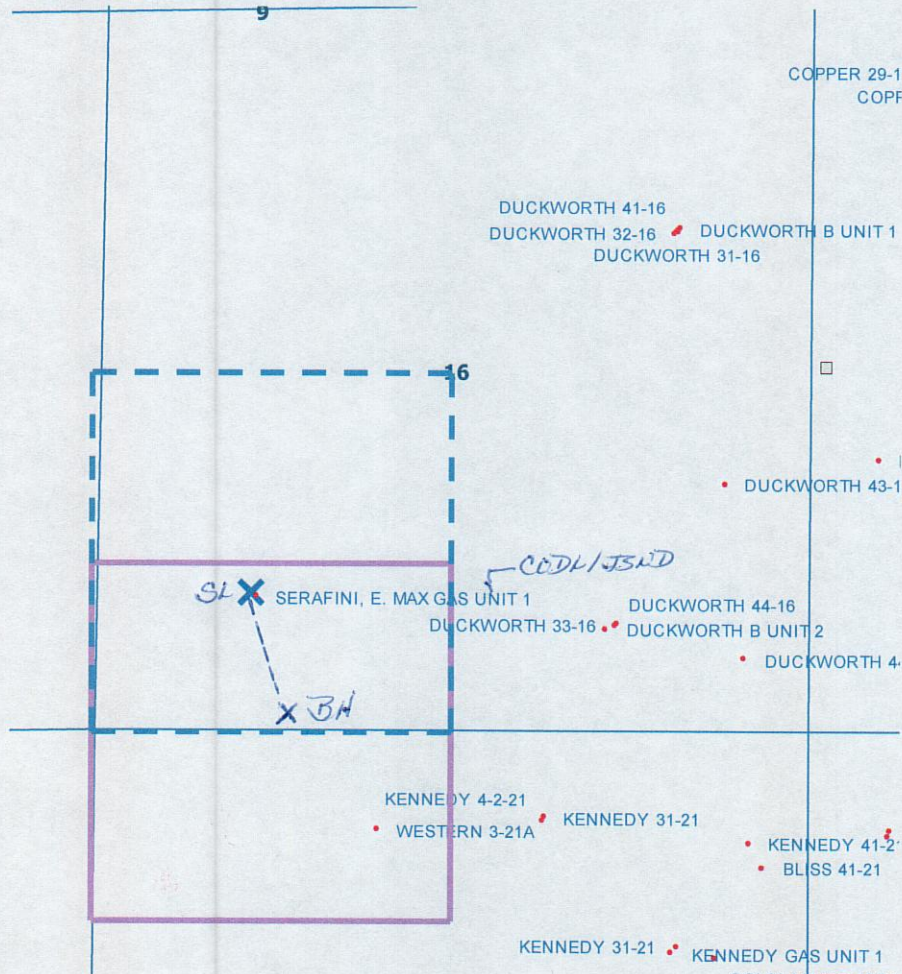 9
COPPER 29-1
COPP
DUCKWORTH 41-16
DUCKWORTH 32-16
DUCKWORTH B UNIT 1
DUCKWORTH 31-16
16
DUCKWORTH 43-1
CODL/JSND
SL
SERAFINI, E. MAX GAS UNIT 1
DUCKWORTH 44-16
DUCKWORTH 33-16
DUCKWORTH B UNIT 2
DUCKWORTH 44
BH
KENNEDY 4-2-21
KENNEDY 31-21
WESTERN 3-21A
KENNEDY 41-21
BLISS 41-21
KENNEDY 31-21
KENNEDY GAS UNIT 1